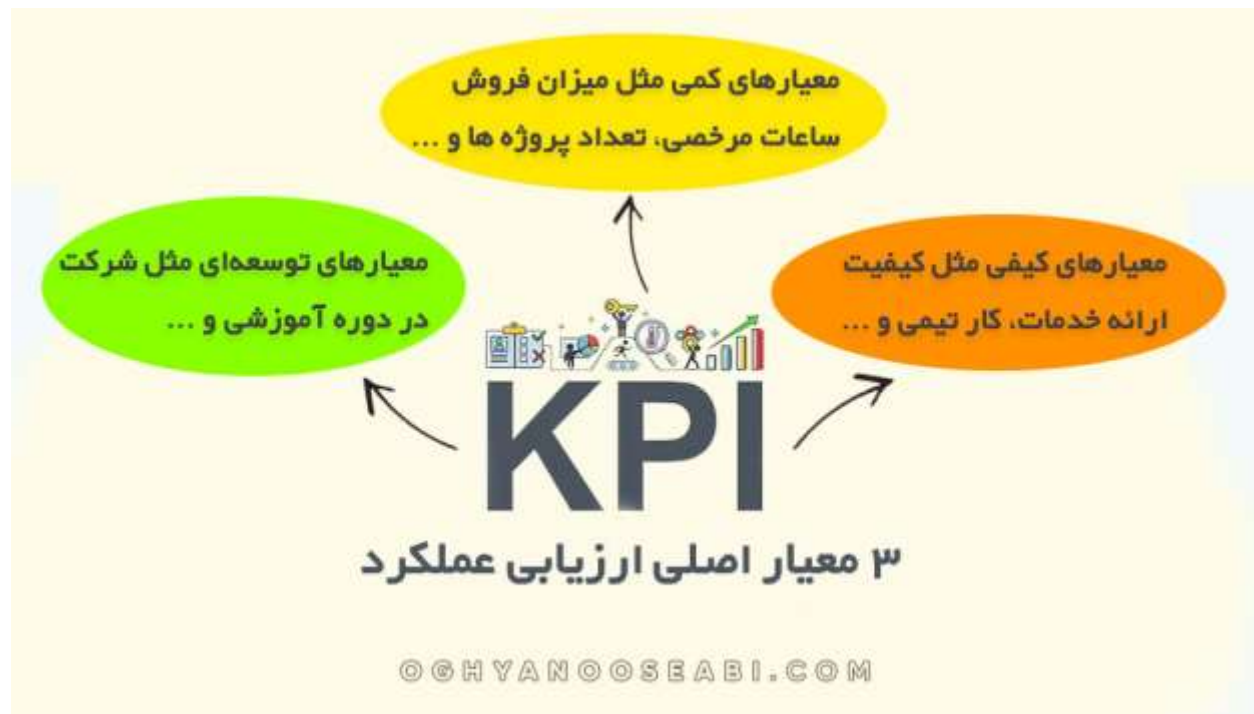 معیارهای کمی مثل میزان فروش
ساعات مرخصی، تعداد پروژه ها و ...
معیارهای کیفی مثل کیفیت
ارائه خدمات، کار تیمی و ...
معیارهای توسعه‌ای مثل شرکت
در دوره آموزشی و ...
KPI
۳ معیار اصلی ارزیابی عملکرد
OGHYANOOSEABI.COM